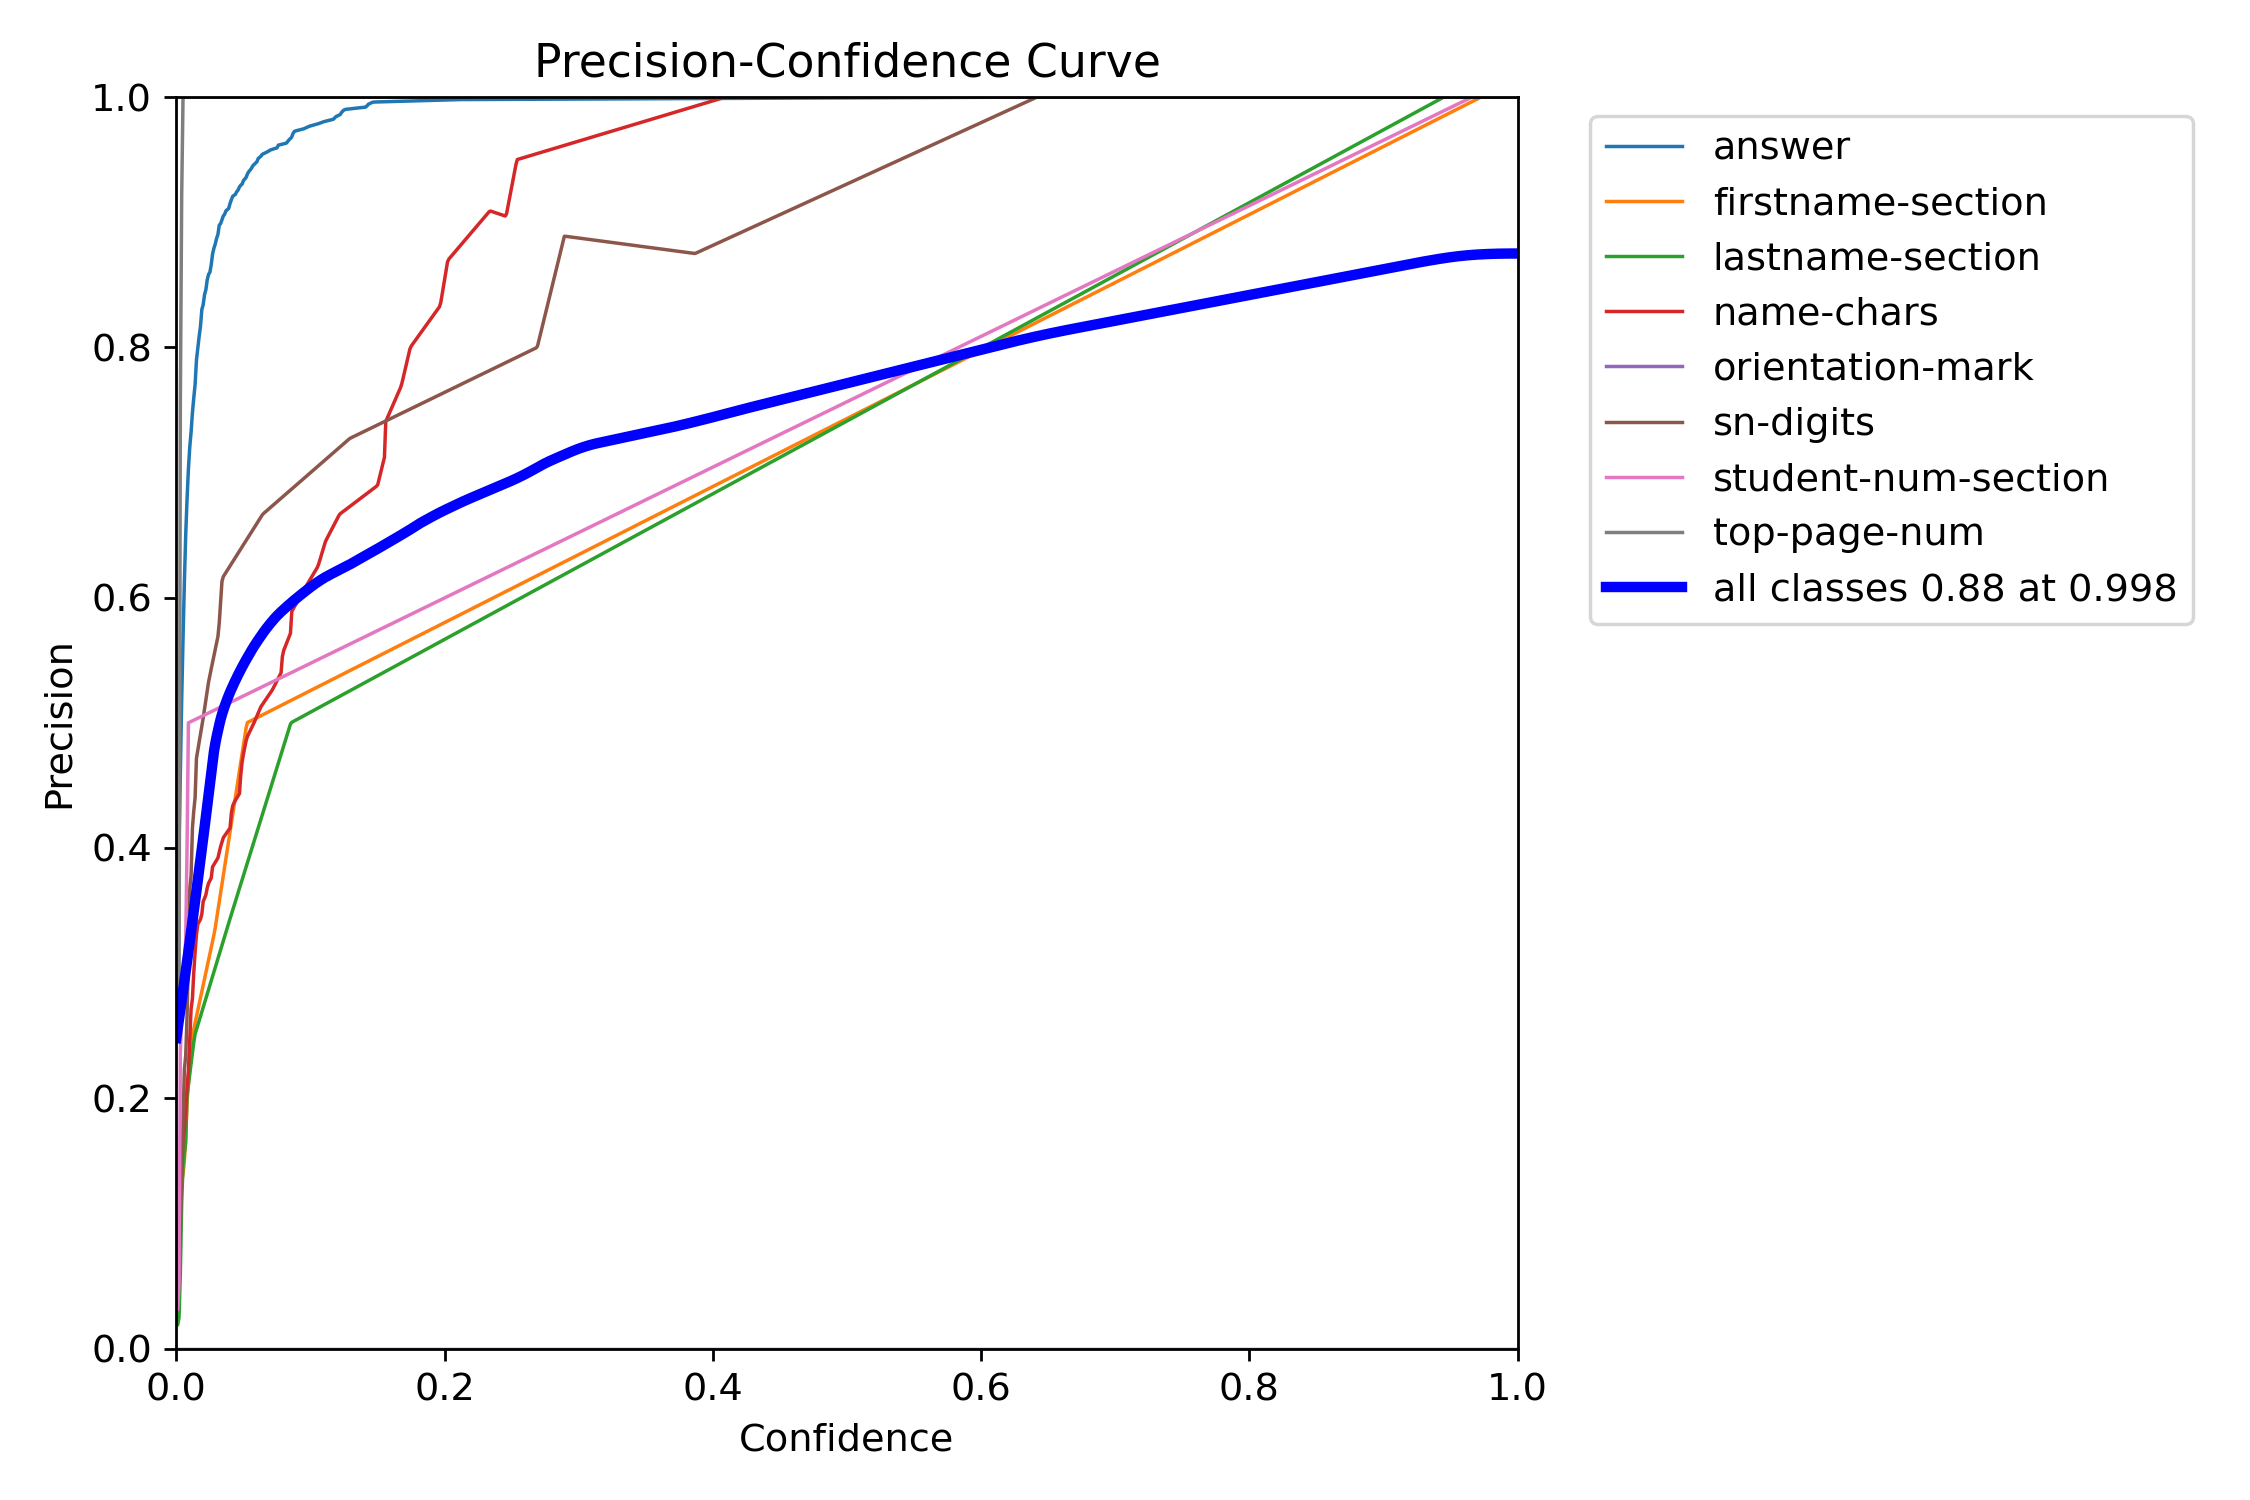 Precision-Confidence Curve
1.0
0.8
0.6
0.4
0.2
0.0
Precision
0.0 0.2 0.4 0.6 0.8 1.0
Confidence
answer
firstname-section
lastname-section
name-chars
orientation-mark
sn-digits
student-num-section
top-page-num
all classes 0.88 at 0.998